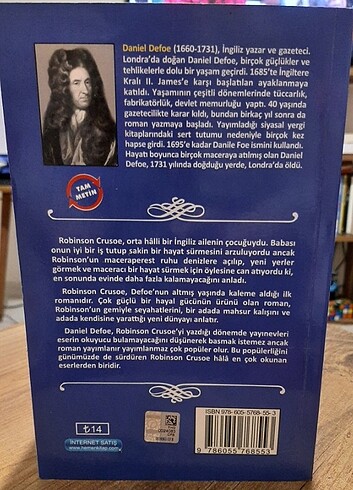 Daniel Defoe (1660-1731), İngiliz yazar ve gazeteci.
Londra'da doğan Daniel Defoe, birçok güçlükler ve
tehlikelerle dolu bir yaşam geçirdi. 1685'te İngiltere
Kralı II. James'e karşı başlatılan ayaklanmaya
katıldı. Yaşamının çeşitli dönemlerinde tüccarlık,
fabrikatörlük, devlet memurluğu yaptı. 40 yaşında
gazetecilikte karar kıldı, bundan birkaç yıl sonra da
roman yazmaya başladı. Yayımladığı siyasal yergi
kitaplarındaki sert tutumu nedeniyle birçok kez
hapse girdi. 1695'e kadar Danile Foe ismini kullandı.
Hayatı boyunca birçok maceraya atılmış olan Daniel
Defoe, 1731 yılında doğduğu yerde, Londra'da öldü.
TAM
METİN
Robinson Crusoe, orta hâlli bir İngiliz ailenin çocuğuydu. Babası
onun iyi bir iş tutup sakin bir hayat sürmesini arzuluyordu ancak
Robinson'un maceraperest ruhu denizlere açılıp, yeni yerler
görmek ve maceracı bir hayat sürmek için öylesine can atıyordu ki,
en sonunda evinde daha fazla kalamayacağını anladı.
Robinson Crusoe, Defoe'nun altmış yaşında kaleme aldığı ilk
romanıdır. Çok güçlü bir hayal gücünün ürünü olan roman,
Robinson'un gemiyle seyahatlerini, bir adada mahsur kalışını ve
adada kendisine yarattığı yeni dünyayı anlatır.
Daniel Defoe, Robinson Crusoe'yi yazdığı dönemde yayınevleri
eserin okuyucu bulamayacağını düşünerek basmak istemez ancak
roman yayımlanır yayımlanmaz çok popüler olur. Bu popülerliğini
günümüzde de sürdüren Robinson Crusoe hâlâ en çok okunan
eserlerden biridir.
₺14
İNTERNET SATIŞ
www.hemenkitap.com
ISBN 978-605-5768-55-3
9 786055 768553